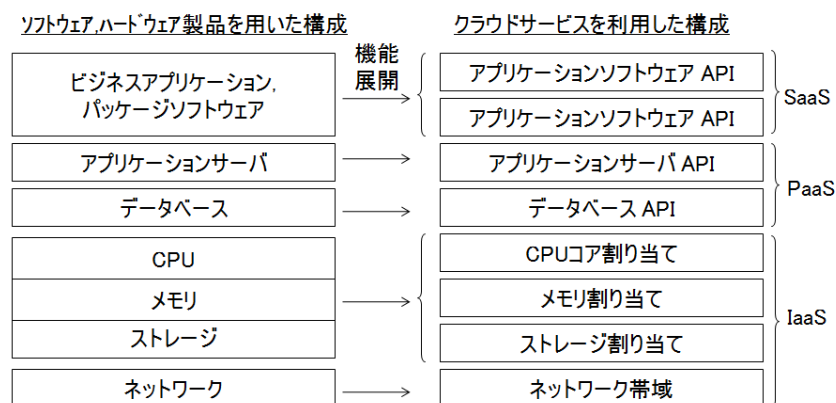 ソフトウェア,ハードウェア製品を用いた構成
クラウドサービスを利用した構成
機能
展開
ビジネスアプリケーション,
パッケージソフトウェア
アプリケーションソフトウェア API
アプリケーションソフトウェア API
SaaS
アプリケーションサーバ
アプリケーションサーバ API
データベース
データベース API
PaaS
CPU
CPUコア割り当て
メモリ
メモリ割り当て
ストレージ
ストレージ割り当て
IaaS
ネットワーク
ネットワーク帯域